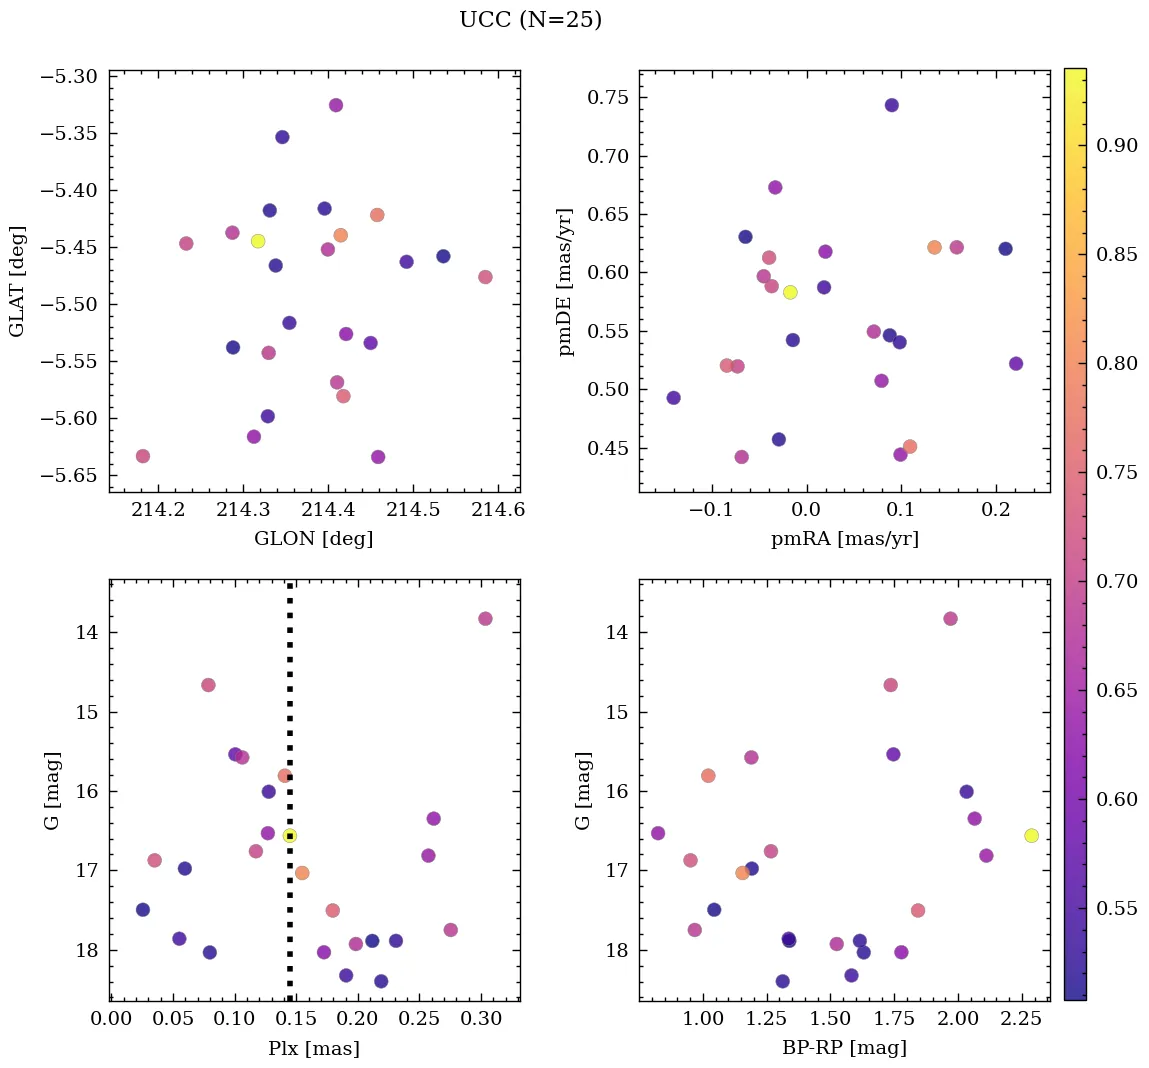 UCC (N=25)
−5.30
−5.35
−5.40
−5.45
−5.50
−5.55
−5.60
−5.65
GLAT [deg]
214.2 214.3 214.4 214.5 214.6
GLON [deg]
0.75
0.70
0.65
0.60
0.55
0.50
0.45
pmDE [mas/yr]
−0.1 0.0 0.1 0.2
pmRA [mas/yr]
14
15
16
17
18
G [mag]
0.00 0.05 0.10 0.15 0.20 0.25 0.30
Plx [mas]
14
15
16
17
18
G [mag]
1.00 1.25 1.50 1.75 2.00 2.25
BP-RP [mag]
0.90
0.85
0.80
0.75
0.70
0.65
0.60
0.55